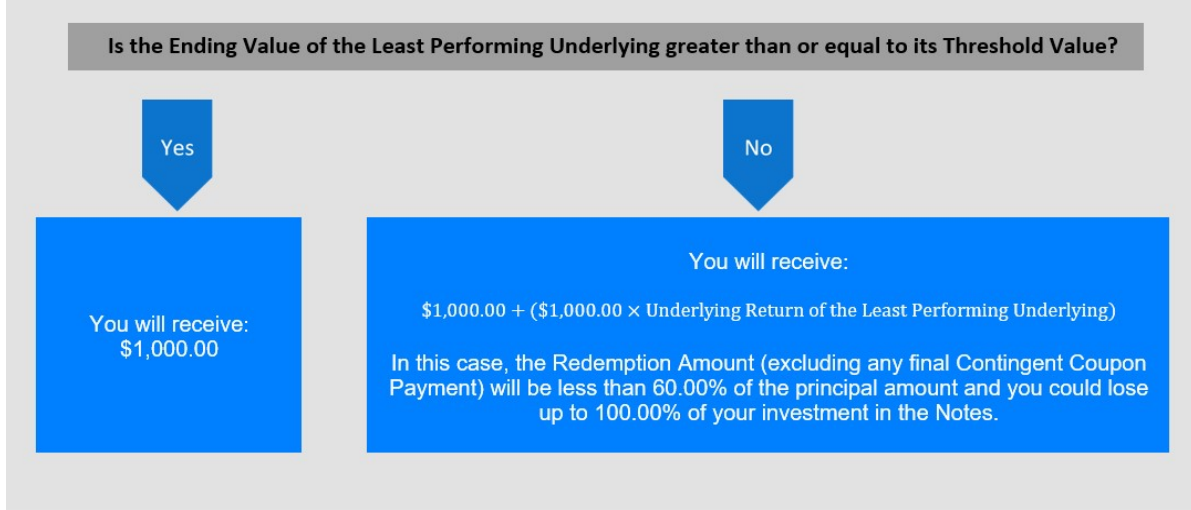 Is the Ending Value of the Least Performing Underlying greater than or equal to its Threshold Value?
Yes
No
You will receive:
$1,000.00
You will receive:
$1,000.00 + ($1,000.00 × Underlying Return of the Least Performing Underlying)
In this case, the Redemption Amount (excluding any final Contingent Coupon
Payment) will be less than 60.00% of the principal amount and you could lose
up to 100.00% of your investment in the Notes.